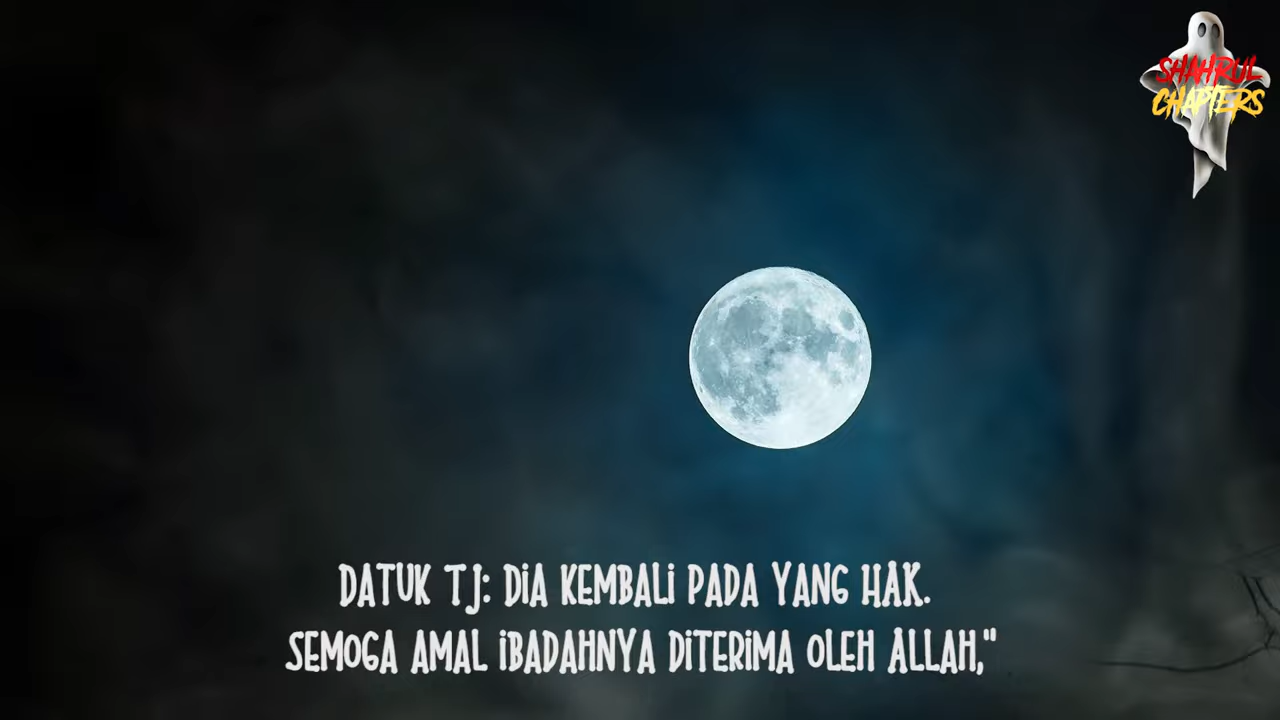 SHAHRUL
CHAPTERS
DATUK TJ: DiA KEMBALi PADA YANG HAK.
SEMOGA AMAL iBADAHNYA DiTERiMA OLEH ALLAH,"